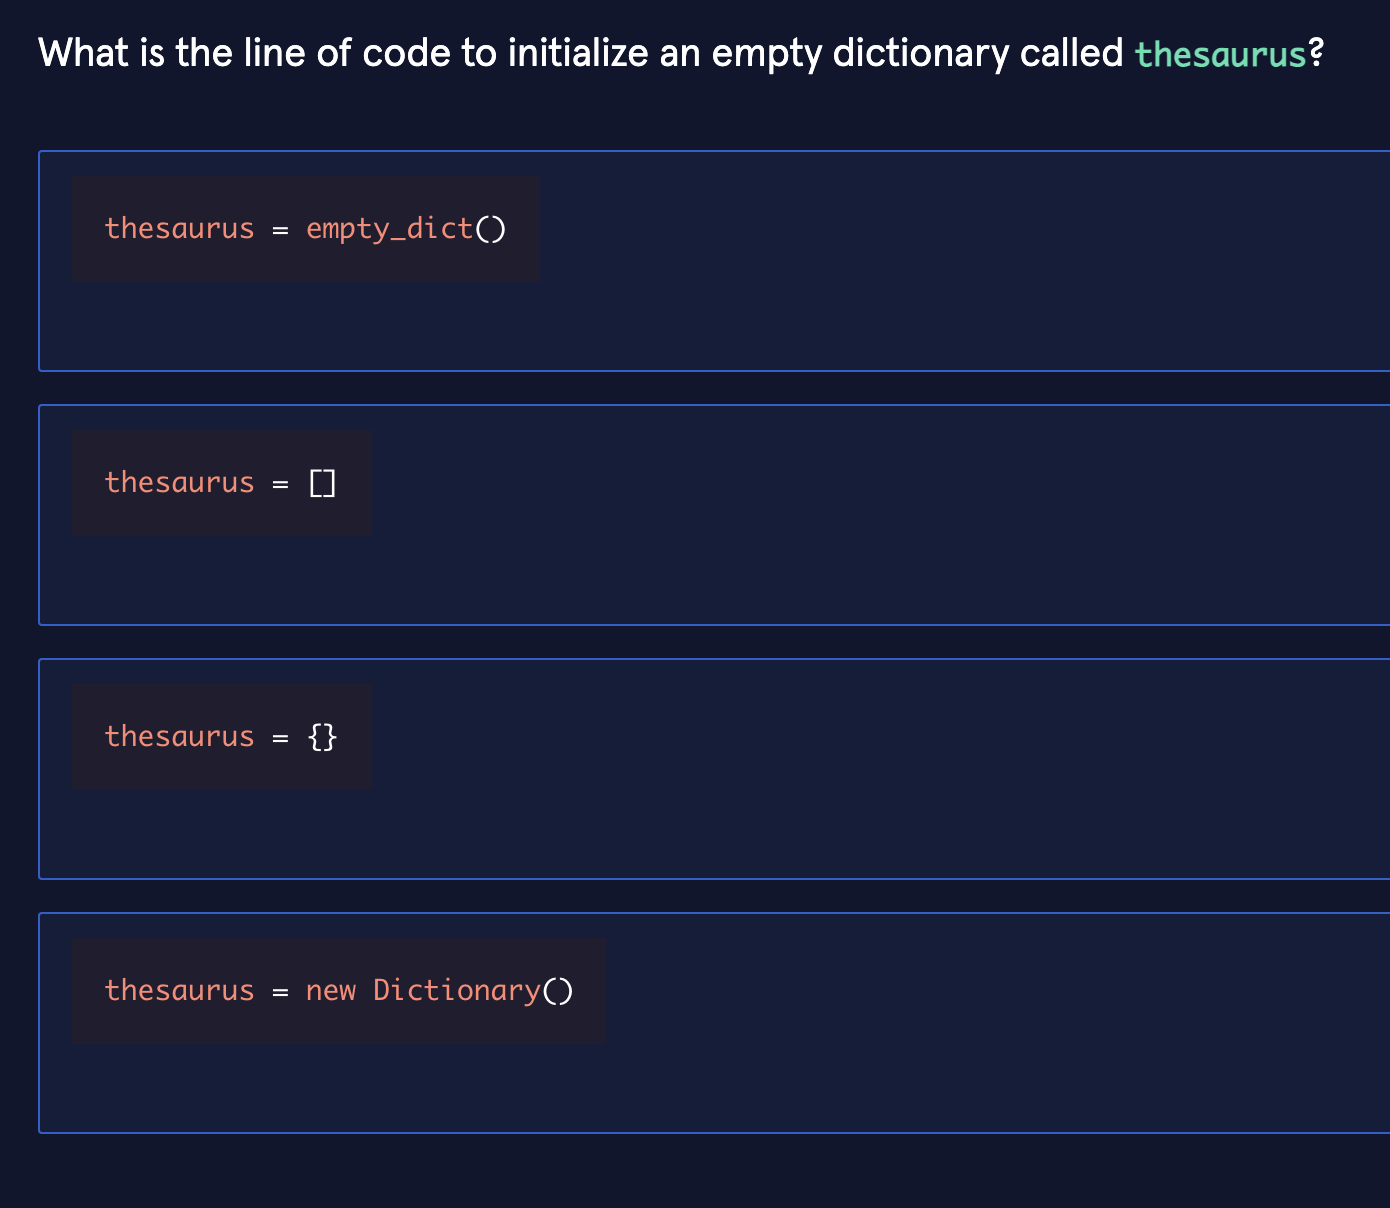 What is the line of code to initialize an empty dictionary called thesaurus?
thesaurus = empty_dict()
thesaurus = []
thesaurus = {}
thesaurus = new Dictionary()